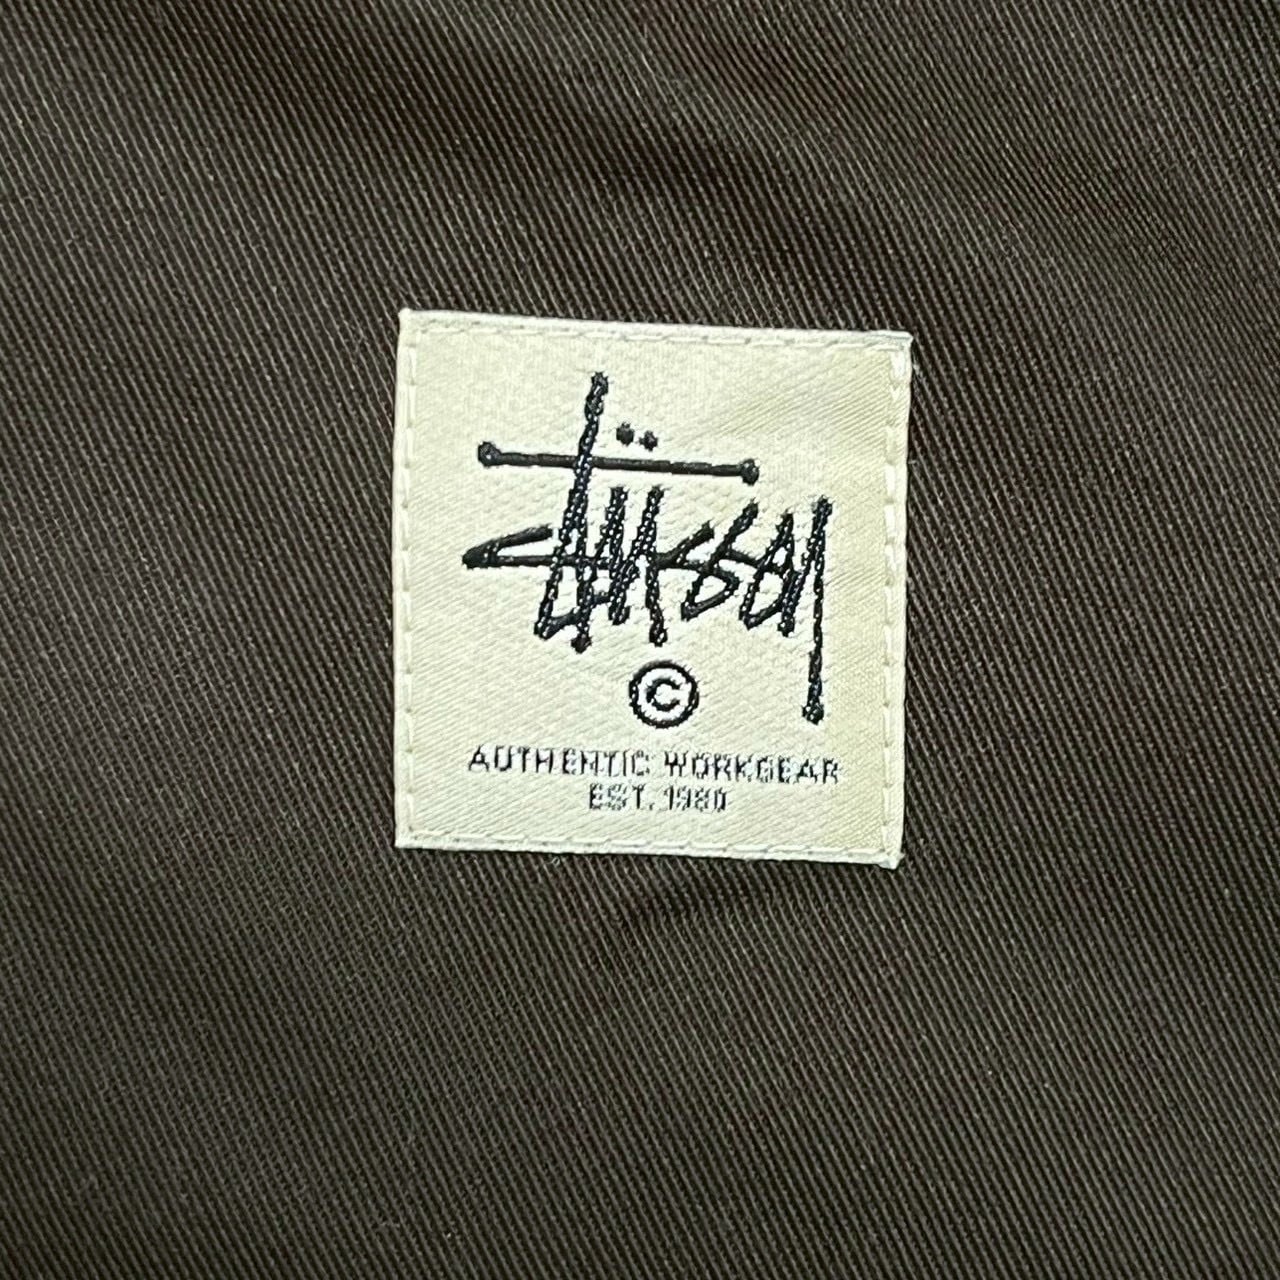 Stüssy
©
AUTHENTIC WORKGEAR
EST. 1980